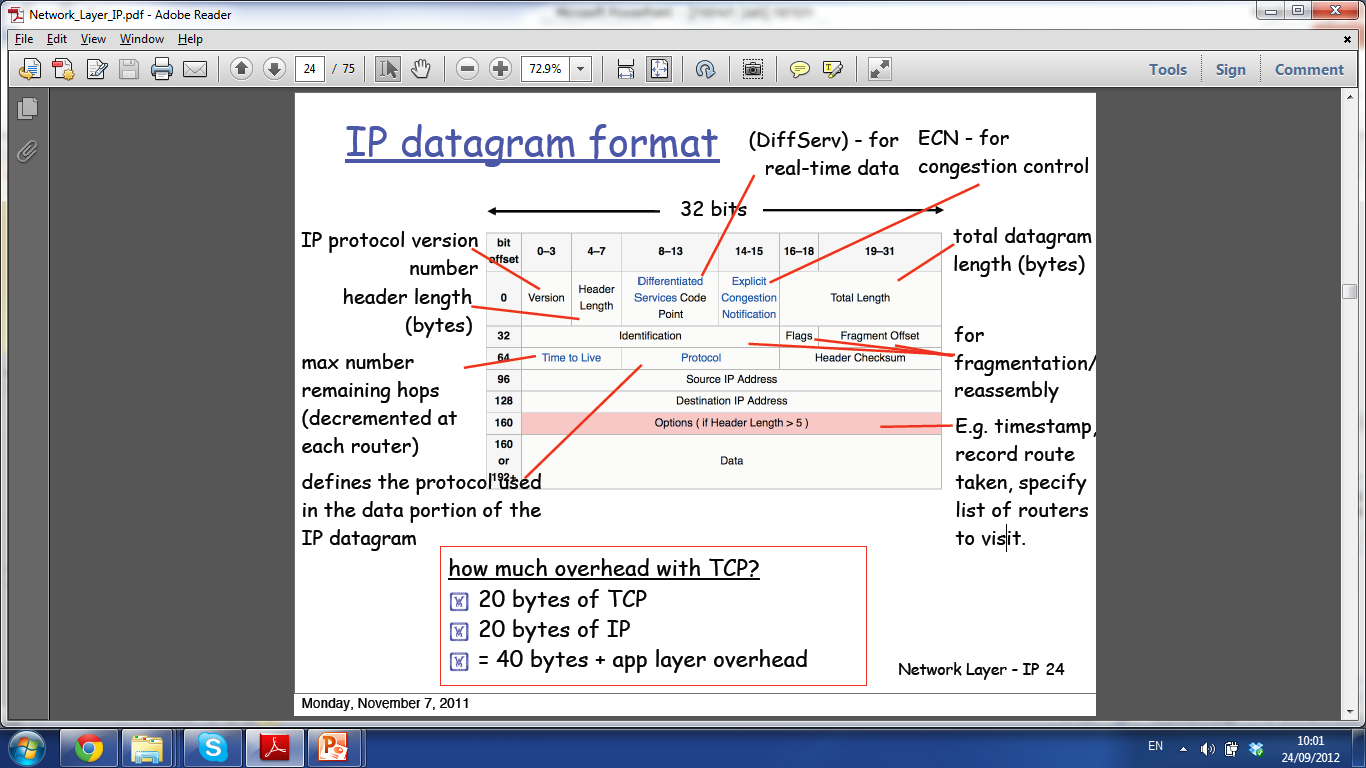 Network_Layer_IP.pdf - Adobe Reader
File Edit View Window Help
24 / 75 72.9% Tools Sign Comment
IP datagram format
(DiffServ) - for
real-time data
ECN - for
congestion control
32 bits
IP protocol version
number
header length
(bytes)
max number
remaining hops
(decremented at
each router)
defines the protocol used
in the data portion of the
IP datagram
bit offset 0–3 4–7 8–13 14-15 16–18 19–31
0 Version Header Length Differentiated Services Code Point Explicit Congestion Notification Total Length
32 Identification Flags Fragment Offset
64 Time to Live Protocol Header Checksum
96 Source IP Address
128 Destination IP Address
160 Options ( if Header Length > 5 )
160 or 192+ Data
total datagram
length (bytes)
for
fragmentation/
reassembly
E.g. timestamp,
record route
taken, specify
list of routers
to visit.
how much overhead with TCP?
20 bytes of TCP
20 bytes of IP
= 40 bytes + app layer overhead
Network Layer - IP 24
Monday, November 7, 2011
EN 10:01
24/09/2012